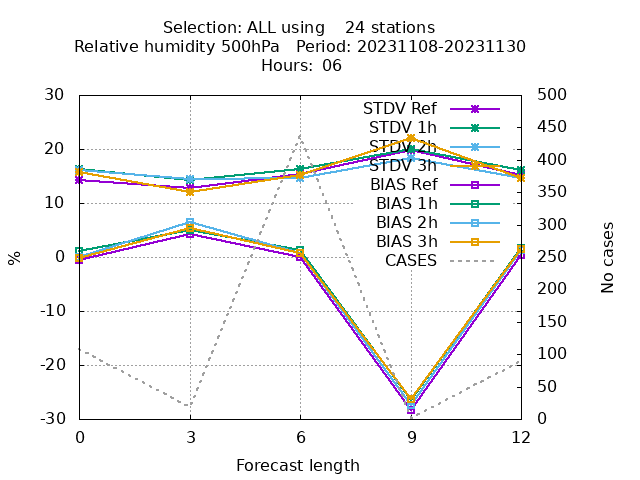 Selection: ALL using    24 stations
Relative humidity 500hPa   Period: 20231108-20231130
Hours: 06
30
20
10
0
-10
-20
-30
%
500
450
400
350
300
250
200
150
100
50
0
No cases
STDV Ref
STDV 1h
STDV 2h
STDV 3h
BIAS Ref
BIAS 1h
BIAS 2h
BIAS 3h
CASES
0 3 6 9 12
Forecast length